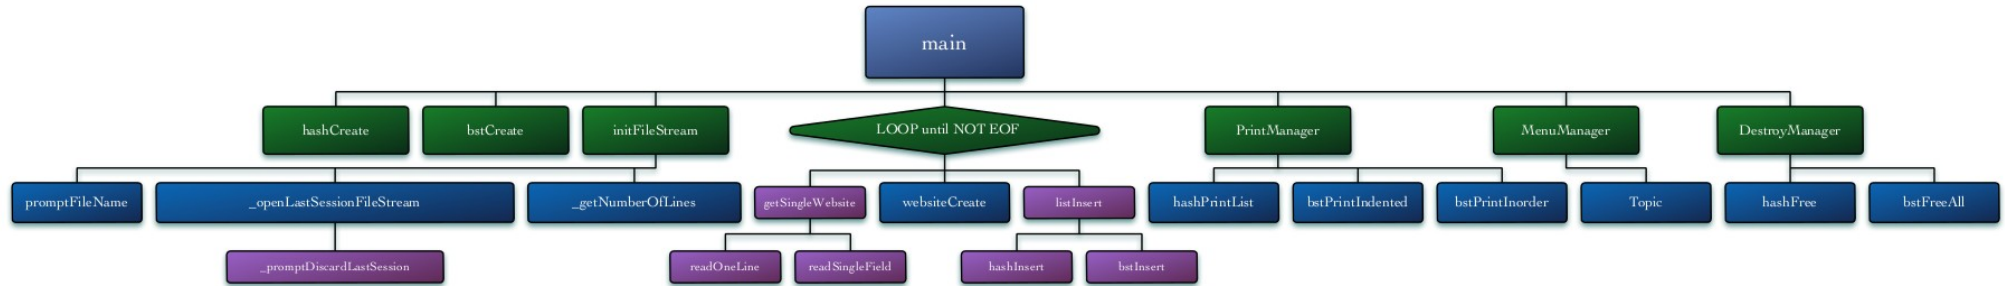 main
hashCreate
bstCreate
initFileStream
LOOP until NOT EOF
PrintManager
MenuManager
DestroyManager
promptFileName
_openLastSessionFileStream
_getNumberOfLines
getSingleWebsite
websiteCreate
listInsert
hashPrintList
bstPrintIndented
bstPrintInorder
Topic
hashFree
bstFreeAll
_promptDiscardLastSession
readOneLine
readSingleField
hashInsert
bstInsert